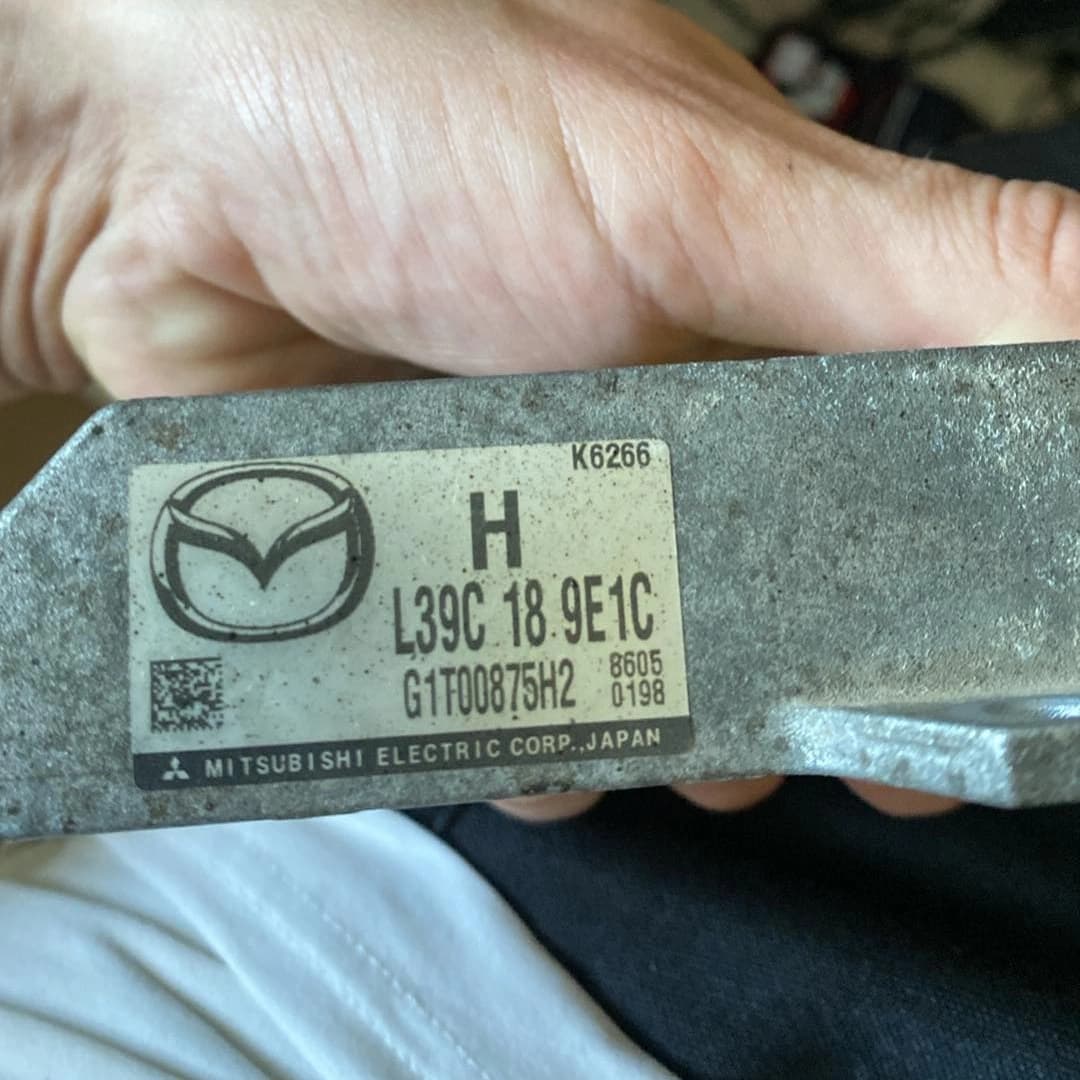 K6266
H
L39C 18 9E1C
G1T00875H2 8605
0198
MITSUBISHI ELECTRIC CORP.,JAPAN